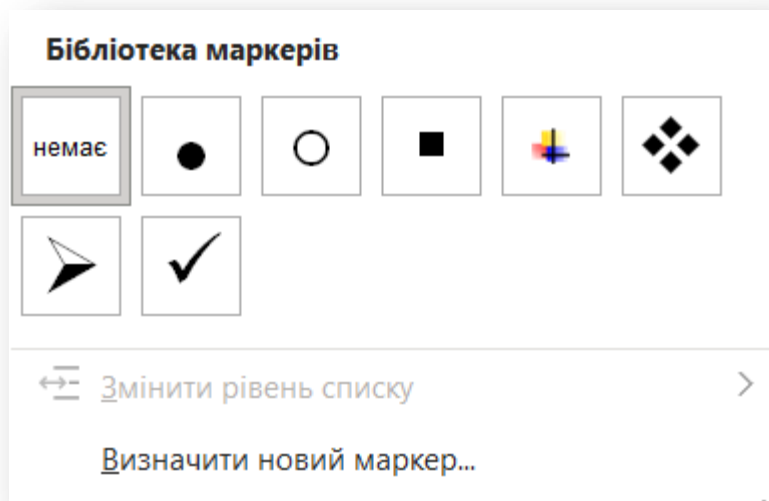 Бібліотека маркерів
немає
Змінити рівень списку
Визначити новий маркер...